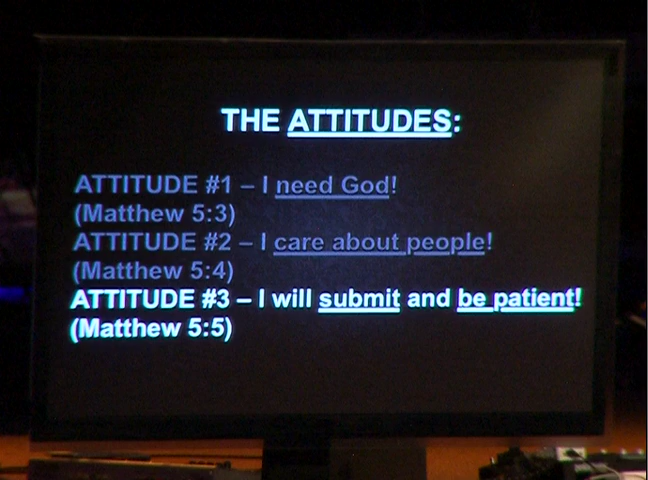 THE ATTITUDES:
ATTITUDE #1 – I need God!
(Matthew 5:3)
ATTITUDE #2 – I care about people!
(Matthew 5:4)
ATTITUDE #3 – I will submit and be patient!
(Matthew 5:5)